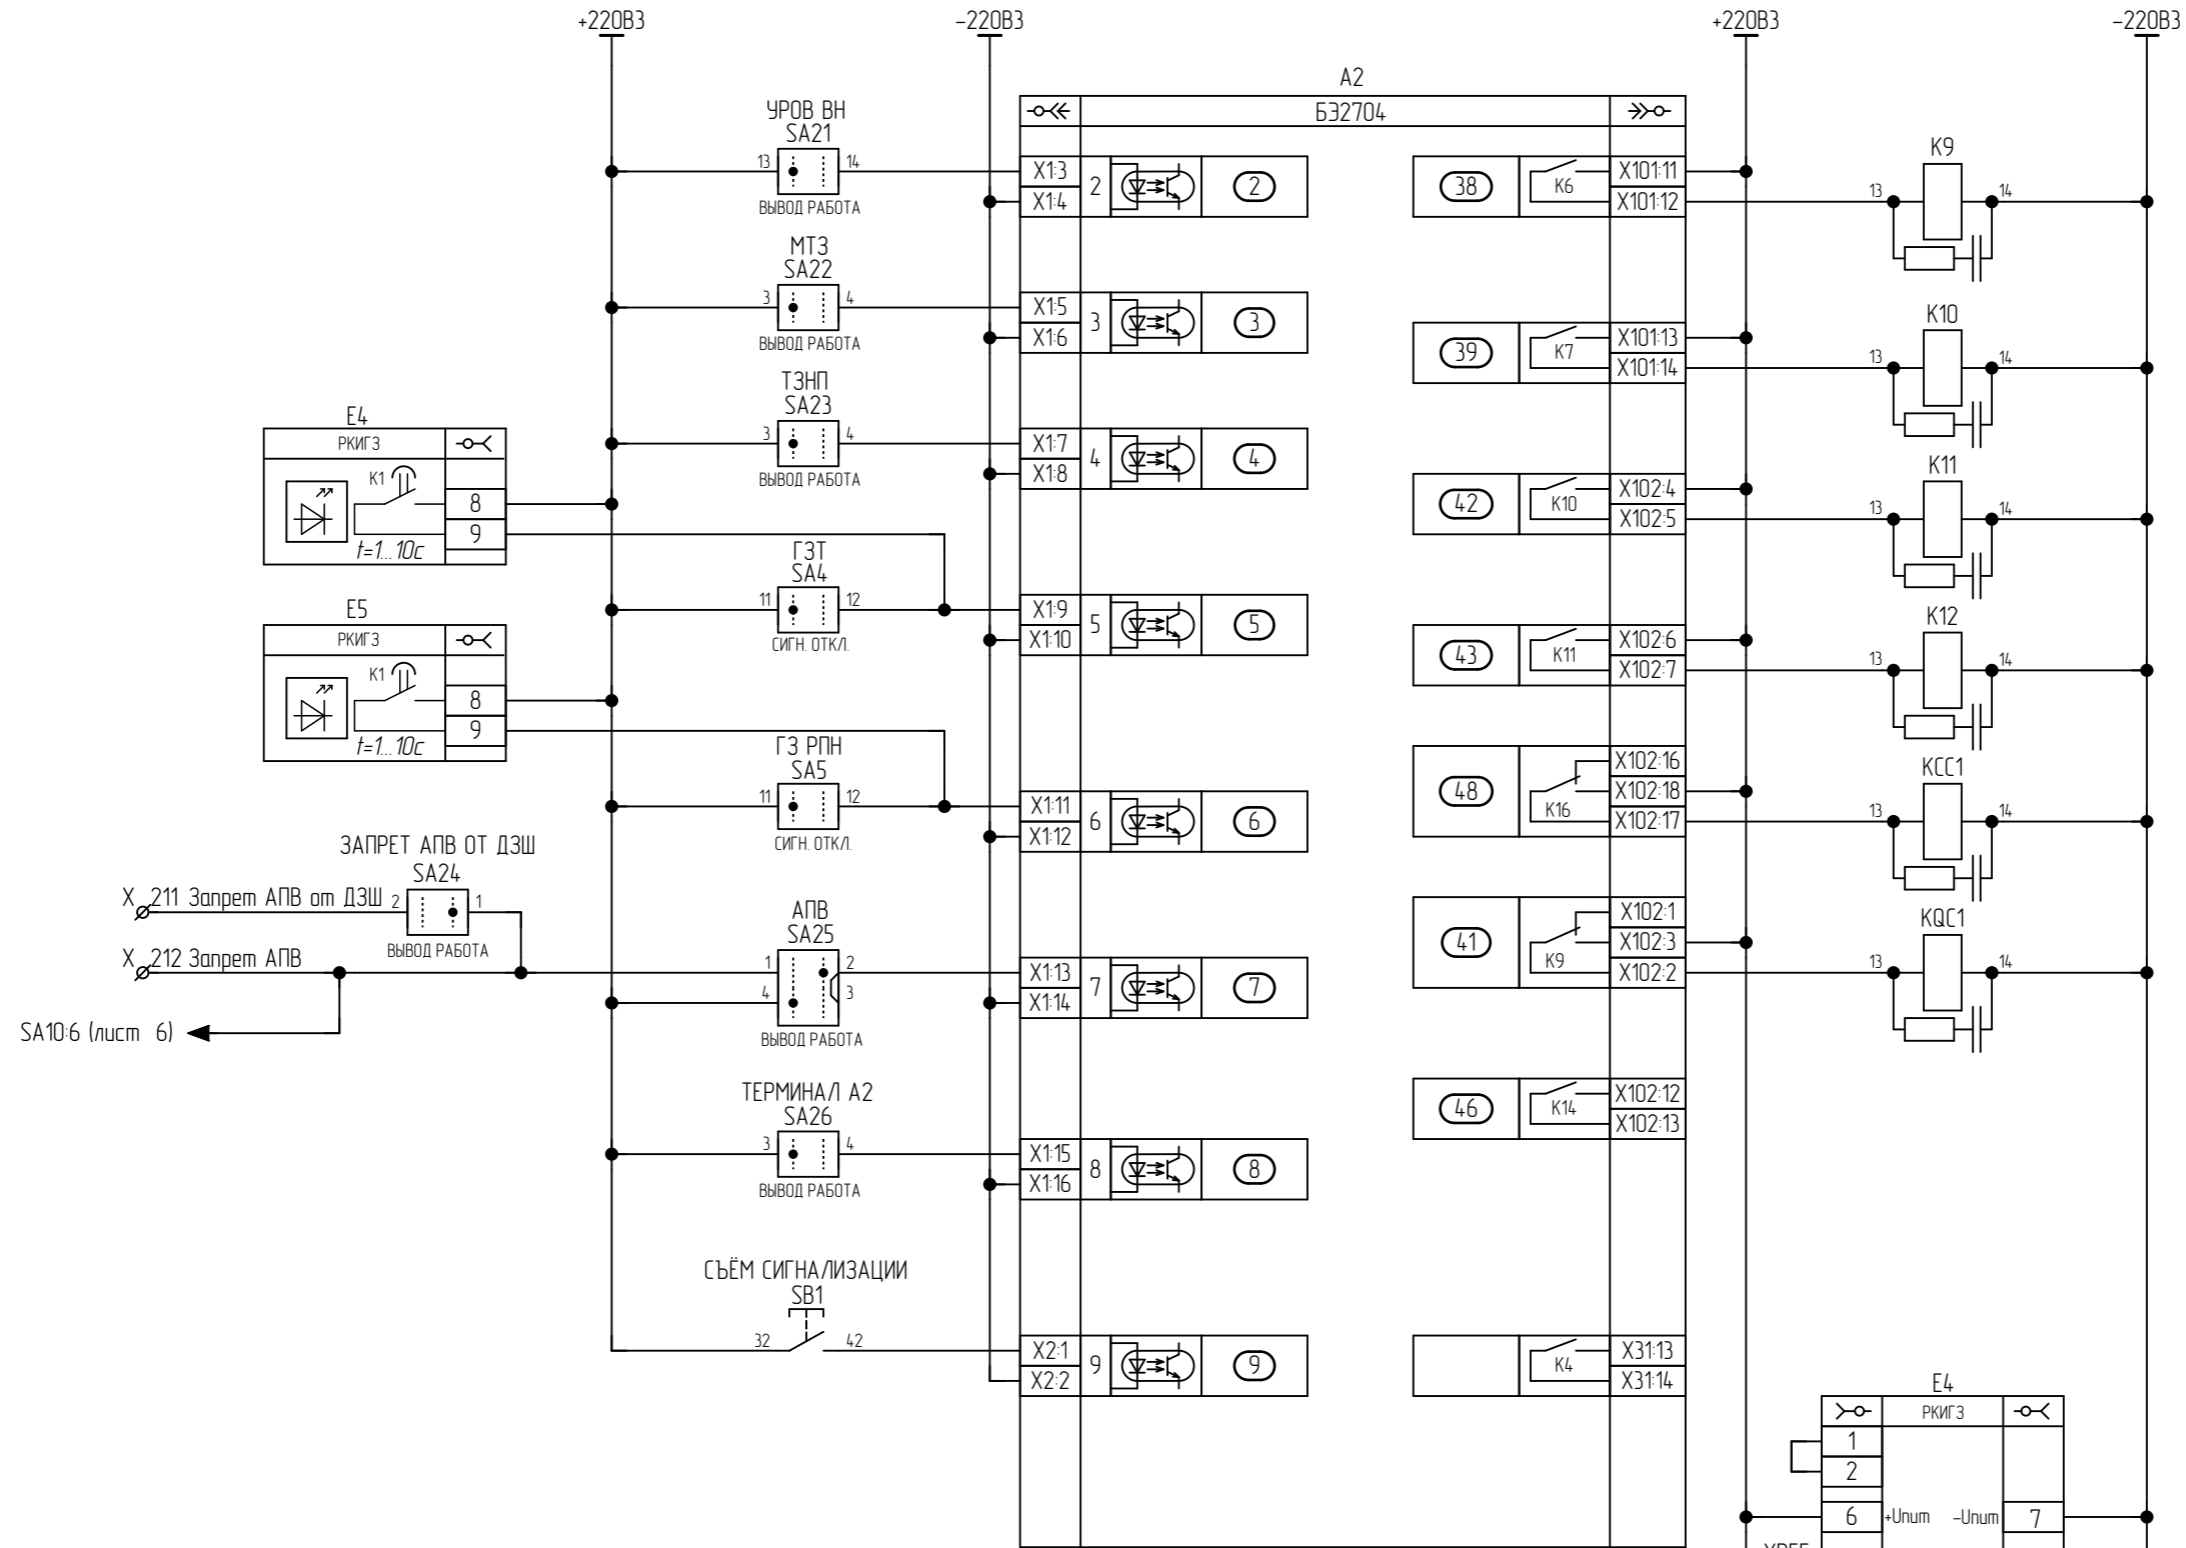 +220В3
-220В3
+220В3
-220В3
А2
БЭ2704
УРОВ ВН
SA21
13 14
ВЫВОД РАБОТА
X1:3
X1:4
2
2
38
K6
X101:11
X101:12
K9
13 14
МТЗ
SA22
3 4
ВЫВОД РАБОТА
X1:5
X1:6
3
3
39
K7
X101:13
X101:14
K10
13 14
ТЗНП
SA23
3 4
ВЫВОД РАБОТА
X1:7
X1:8
4
4
42
K10
X102:4
X102:5
K11
13 14
E4
РКИГЗ
K1
8
9
t=1...10c
ГЗТ
SA4
11 12
СИГН. ОТКЛ.
X1:9
X1:10
5
5
43
K11
X102:6
X102:7
K12
13 14
E5
РКИГЗ
K1
8
9
t=1...10c
ГЗ РПН
SA5
11 12
СИГН. ОТКЛ.
X1:11
X1:12
6
6
48
K16
X102:16
X102:18
X102:17
KCC1
13 14
ЗАПРЕТ АПВ ОТ ДЗШ
SA24
X 211 Запрет АПВ от ДЗШ 2 1
ВЫВОД РАБОТА
X 212 Запрет АПВ
SA10:6 (лист 6)
АПВ
SA25
1 2
4 3
ВЫВОД РАБОТА
X1:13
X1:14
7
7
41
K9
X102:1
X102:3
X102:2
KQC1
13 14
ТЕРМИНАЛ А2
SA26
3 4
ВЫВОД РАБОТА
X1:15
X1:16
8
8
46
K14
X102:12
X102:13
СЪЁМ СИГНАЛИЗАЦИИ
SB1
32 42
X2:1
X2:2
9
9
K4
X31:13
X31:14
E4
РКИГЗ
1
2
6 +Uпит -Uпит 7